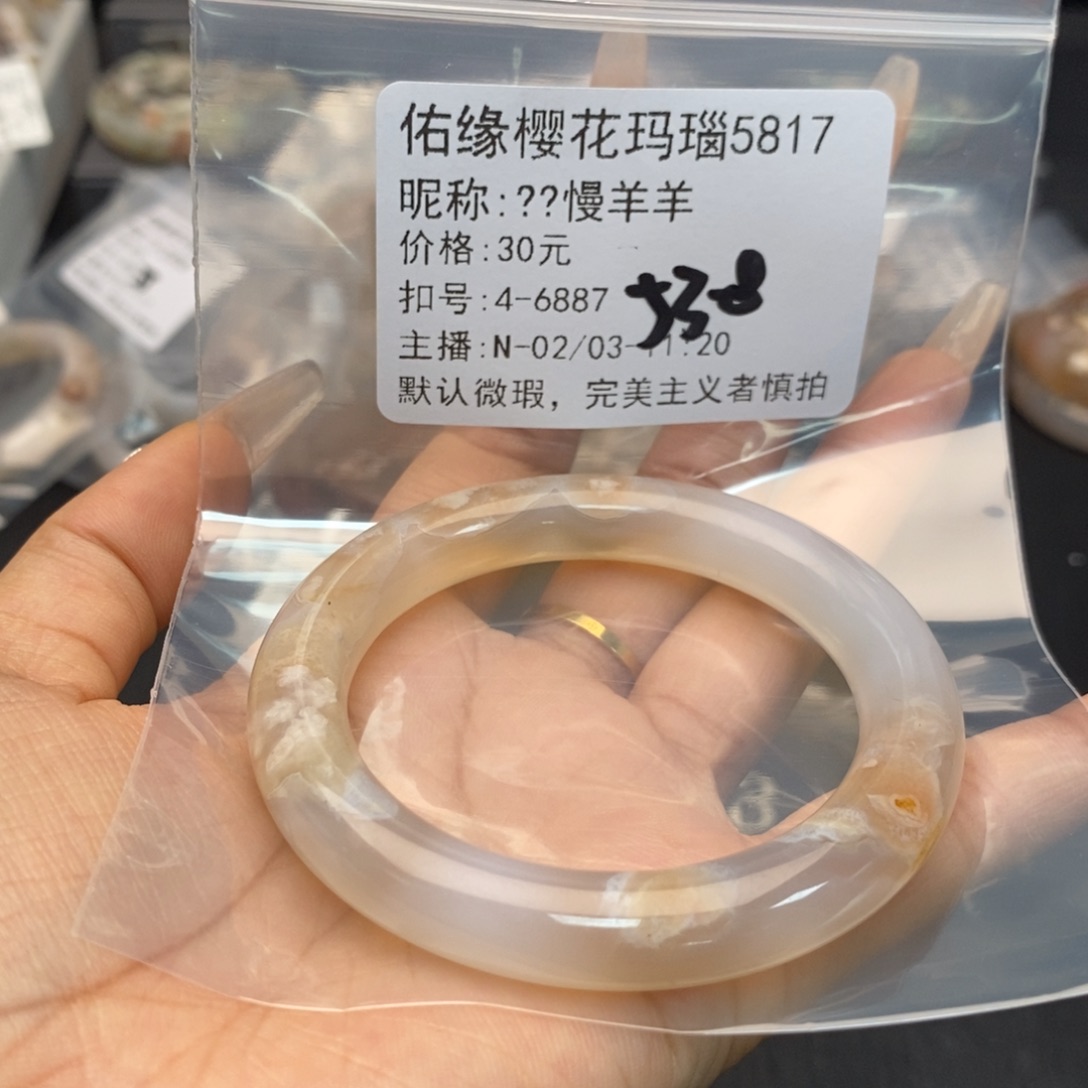 佑缘樱花玛瑙5817
昵称:??慢羊羊
价格:30元
扣号:4-6887
主播:N-02/03-11:20
默认微瑕，完美主义者慎拍